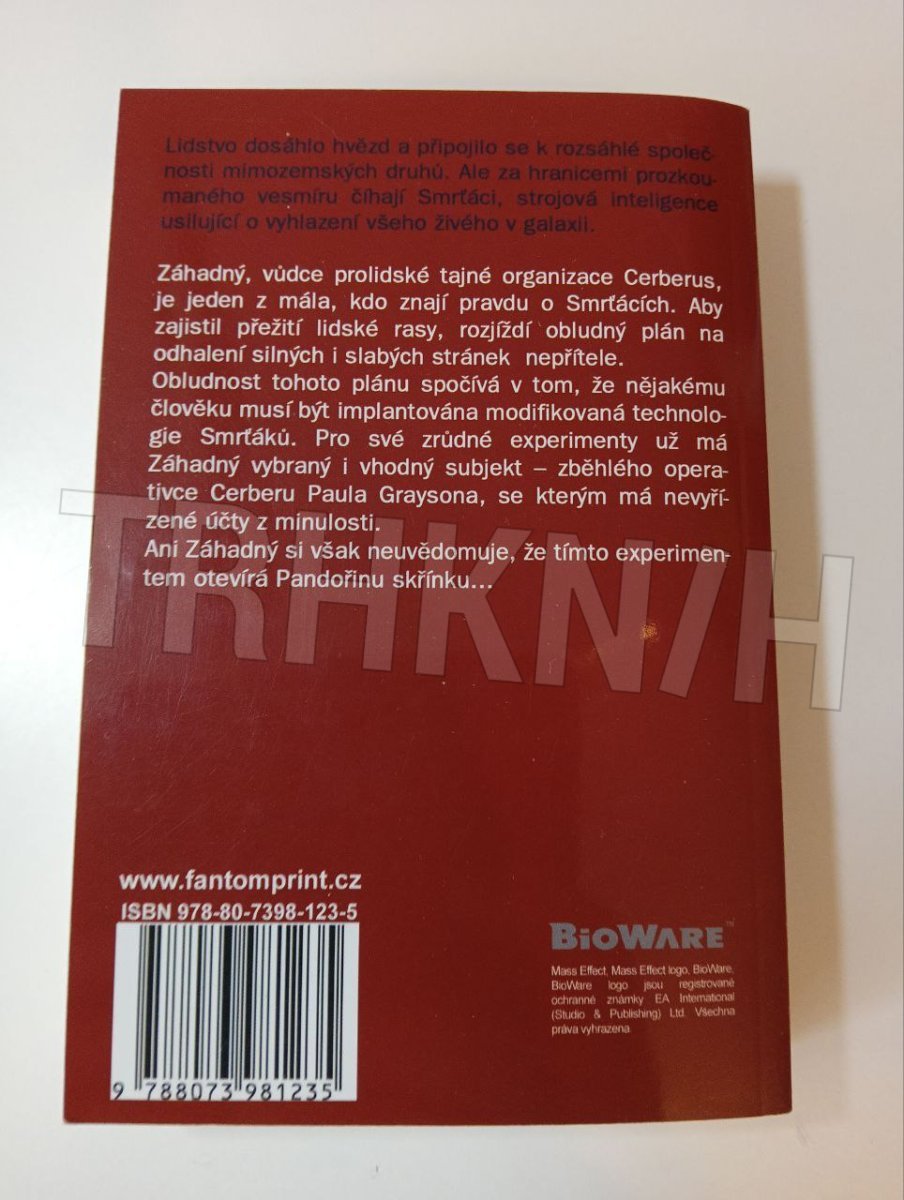 Lidstvo dosáhlo hvězd a připojilo se k rozsáhlé společ-
nosti mimozemských druhů. Ale za hranicemi prozkou-
maného vesmíru číhají Smrťáci, strojová inteligence
usilující o vyhlazení všeho živého v galaxii.
Záhadný, vůdce prolidské tajné organizace Cerberus,
je jeden z mála, kdo znají pravdu o Smrťácích. Aby
zajistil přežití lidské rasy, rozjíždí obludný plán na
odhalení silných i slabých stránek nepřítele.
Obludnost tohoto plánu spočívá v tom, že nějakému
člověku musí být implantována modifikovaná technolo-
gie Smrťáků. Pro své zrůdné experimenty už má
Záhadný vybraný i vhodný subjekt – zběhlého opera-
tivce Cerberu Paula Graysona, se kterým má nevyří-
zené účty z minulosti.
Ani Záhadný si však neuvědomuje, že tímto experimen-
tem otevírá Pandořinu skřínku...
TRHKN/H
www.fantomprint.cz
ISBN 978-80-7398-123-5
9 788073 981235
BIOWARE™
Mass Effect, Mass Effect logo, BioWare,
BioWare logo jsou registrované
ochranné známky EA International
(Studio & Publishing) Ltd. Všechna
práva vyhrazena